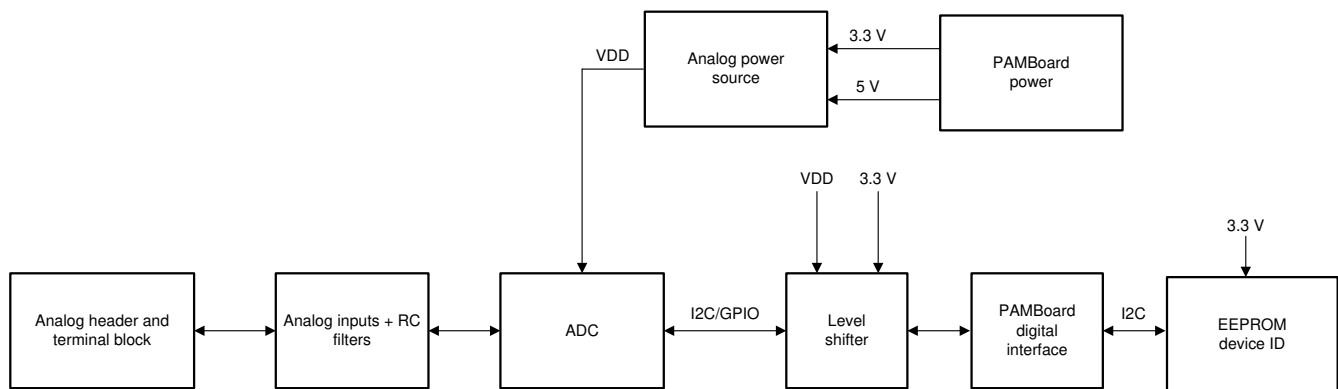 3.3 V
VDD
Analog power
source
PAMBoard
power
5 V
VDD
3.3 V
3.3 V
Analog header and
terminal block
Analog inputs + RC
filters
ADC
I2C/GPIO
Level
shifter
PAMBoard
digital
interface
I2C
EEPROM
device ID